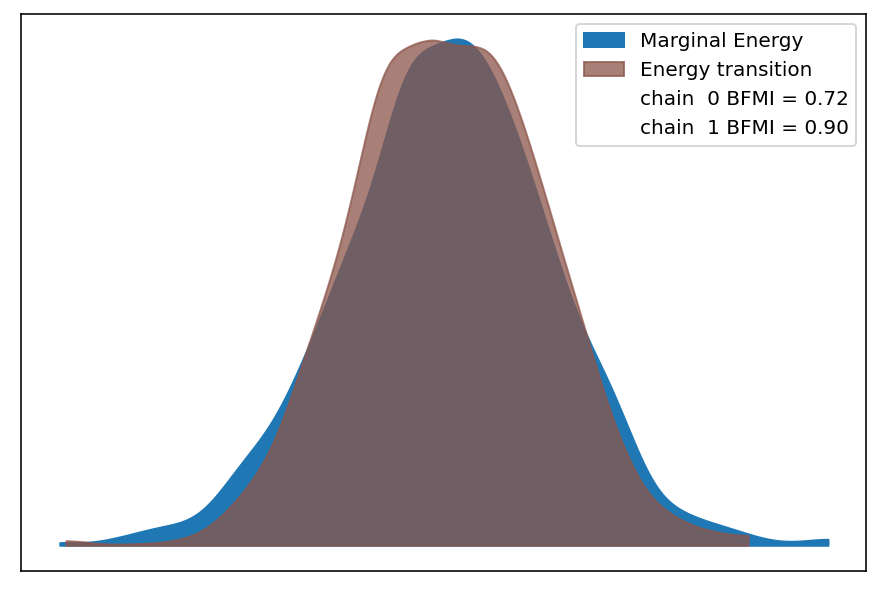 Marginal Energy
Energy transition
chain  0 BFMI = 0.72
chain  1 BFMI = 0.90